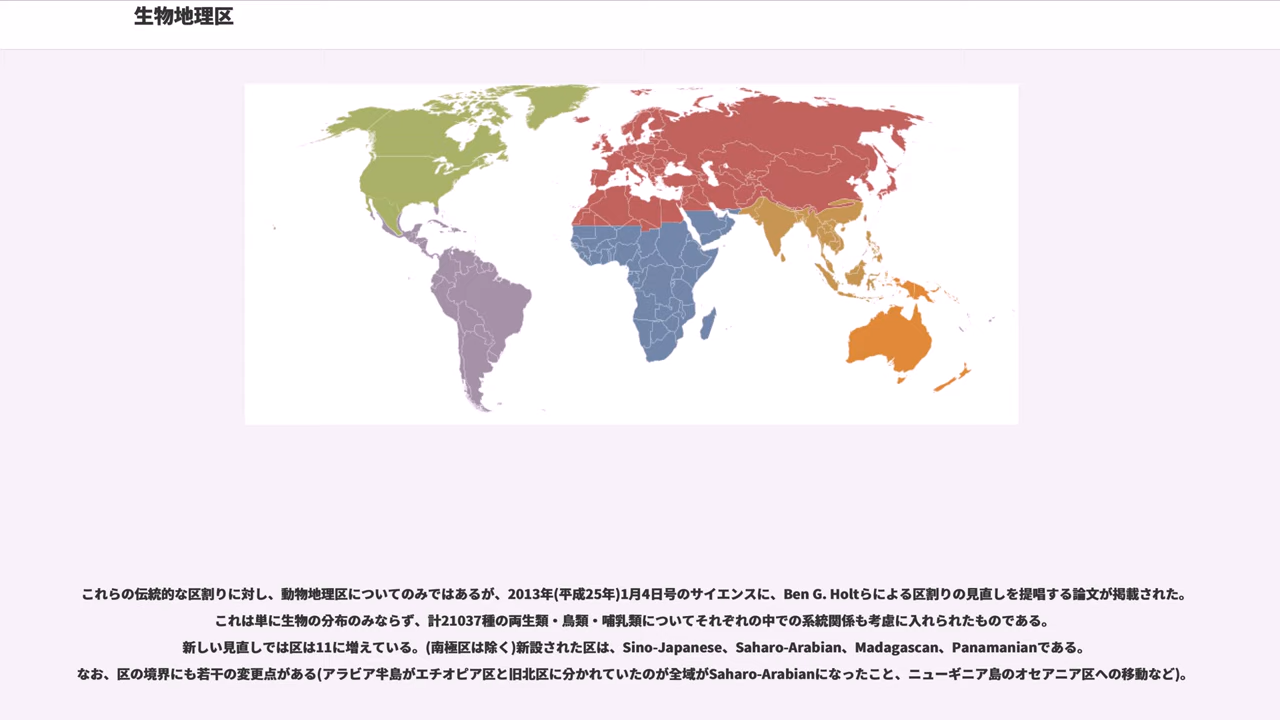 生物地理区
これらの伝統的な区割りに対し、動物地理区についてのみではあるが、2013年(平成25年)1月4日号のサイエンスに、Ben G. Holtらによる区割りの見直しを提唱する論文が掲載された。
これは単に生物の分布のみならず、計21037種の両生類・鳥類・哺乳類についてそれぞれの中での系統関係も考慮に入れられたものである。
新しい見直しでは区は11に増えている。(南極区は除く)新設された区は、Sino-Japanese、Saharo-Arabian、Madagascan、Panamanianである。
なお、区の境界にも若干の変更点がある(アラビア半島がエチオピア区と旧北区に分かれていたのが全域がSaharo-Arabianになったこと、ニューギニア島のオセアニア区への移動など)。